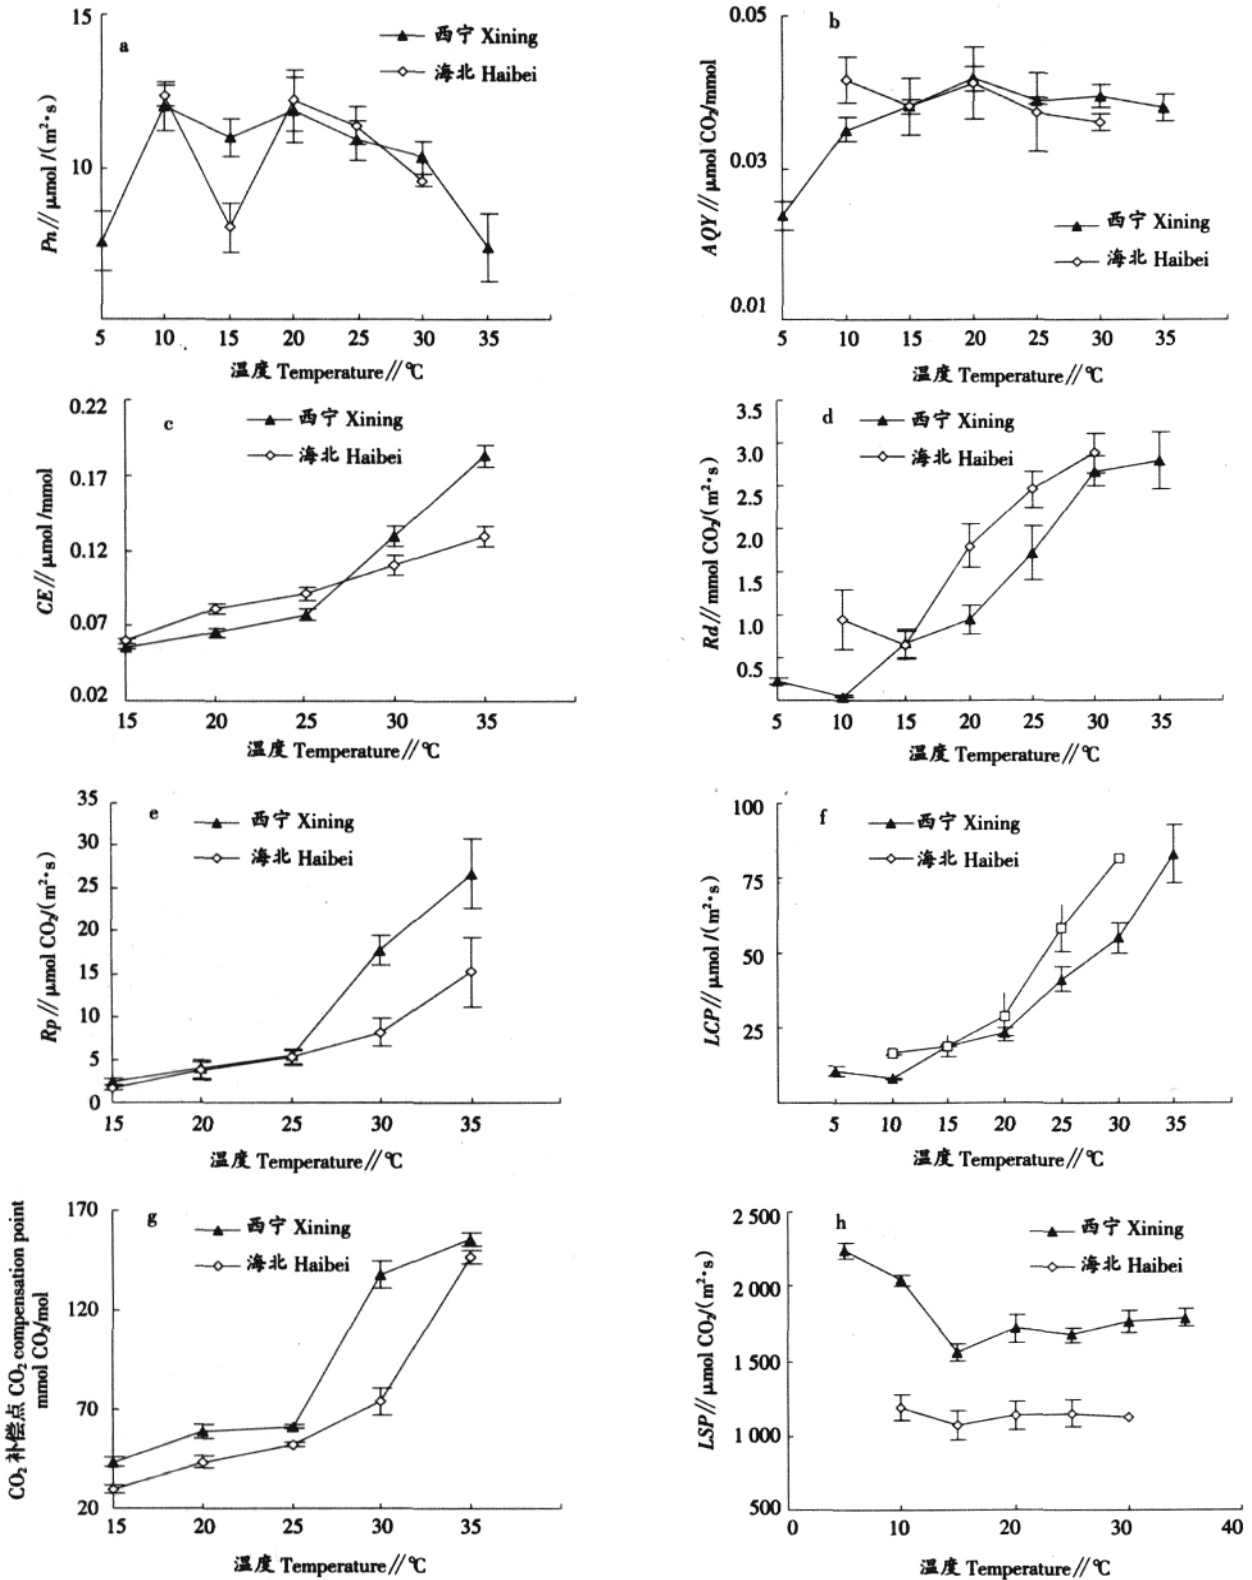 a
15
10
5 10 15 20 25 30 35
Pn∥μmol/(m²·s)
温度 Temperature∥℃
西宁 Xining
海北 Haibei
b
0.05
0.03
0.01
5 10 15 20 25 30 35
AQY∥μmol CO₂/mmol
温度 Temperature∥℃
西宁 Xining
海北 Haibei
c
0.22
0.17
0.12
0.07
0.02
15 20 25 30 35
CE∥μmol/mmol
温度 Temperature∥℃
西宁 Xining
海北 Haibei
d
3.5
3.0
2.0
1.5
1.0
0.5
5 10 15 20 25 30 35
Rd∥mmol CO₂/(m²·s)
温度 Temperature∥℃
西宁 Xining
海北 Haibei
e
35
30
25
20
15
10
5
0
15 20 25 30 35
Rp∥μmol CO₂/(m²·s)
温度 Temperature∥℃
西宁 Xining
海北 Haibei
f
100
75
50
25
5 10 15 20 25 30 35
LCP∥μmol/(m²·s)
温度 Temperature∥℃
西宁 Xining
海北 Haibei
g
170
120
70
20
15 20 25 30 35
CO₂补偿点 CO₂ compensation point
mmol CO₂/mol
温度 Temperature∥℃
西宁 Xining
海北 Haibei
h
2 500
2 000
1 500
1 000
500
0 10 20 30 40
LSP∥μmol CO₂/(m²·s)
温度 Temperature∥℃
西宁 Xining
海北 Haibei